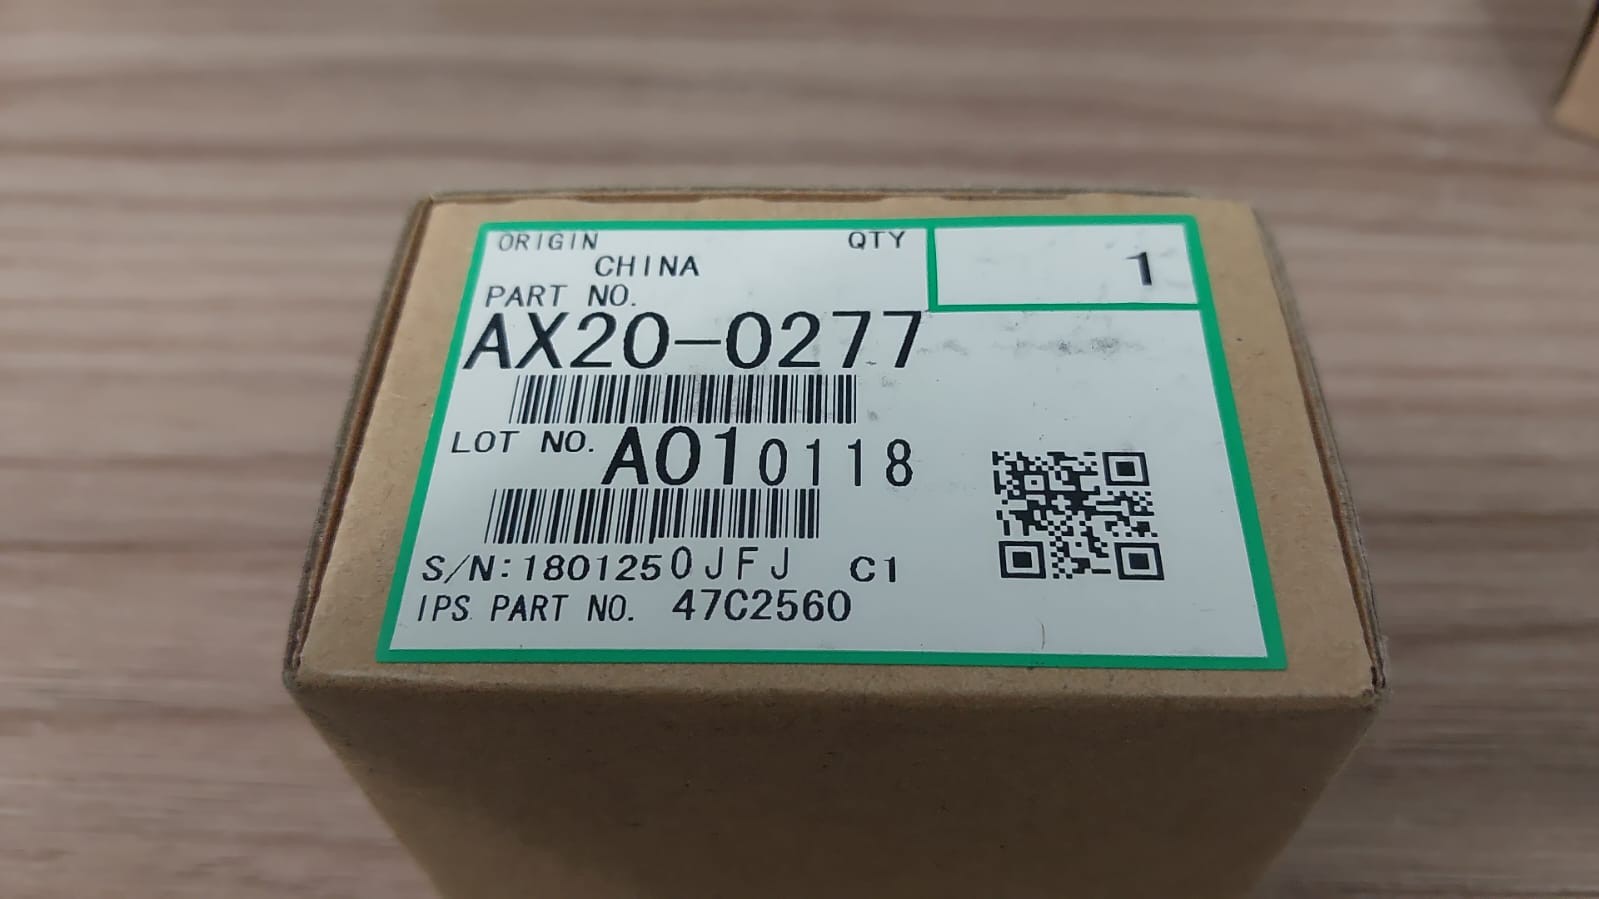 ORIGIN QTY 1
CHINA
PART NO.
AX20-0277
LOT NO. A010118
S/N:1801250JFJ C1
IPS PART NO. 47C2560